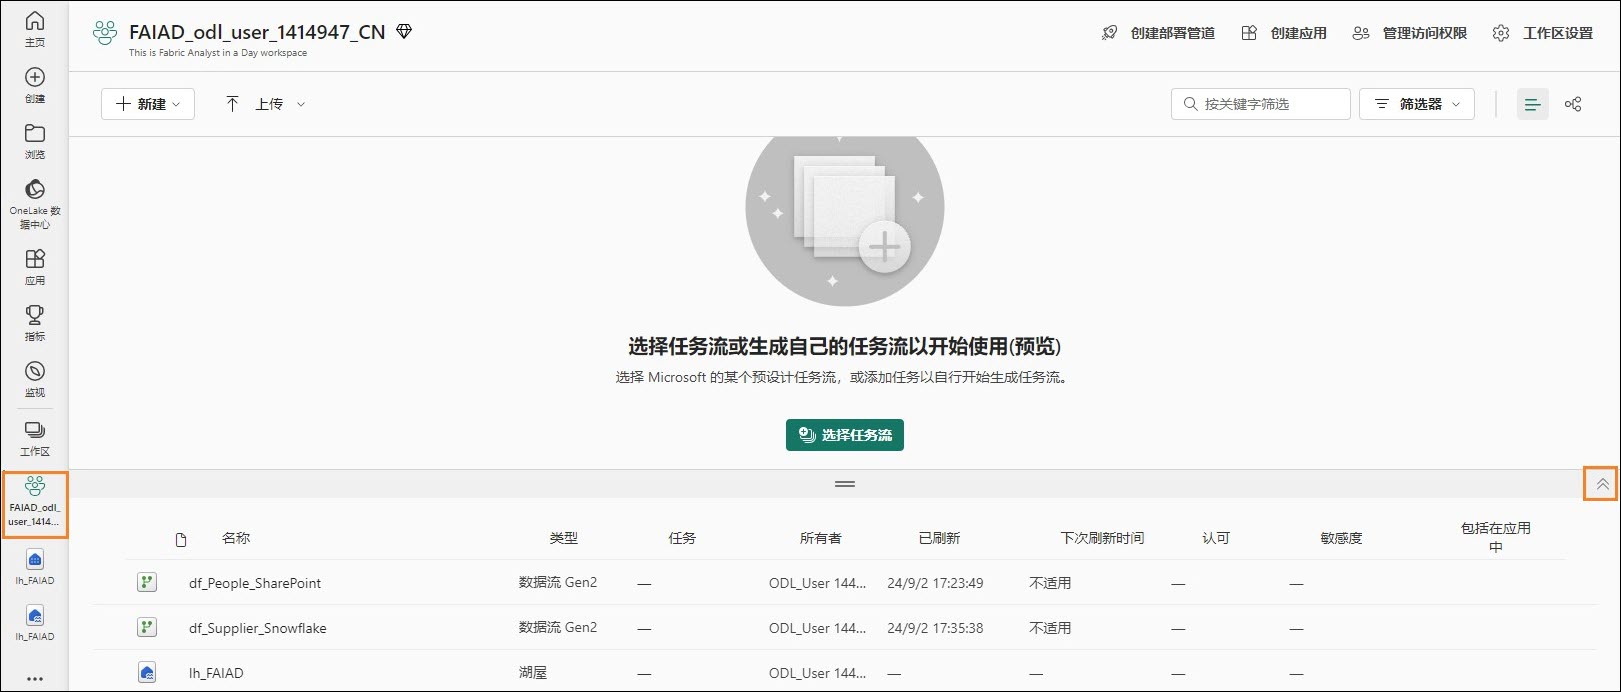 主页
创建
浏览
OneLake 数
据中心
应用
指标
监视
工作区
FAIAD_odl_
user_1414...
lh_FAIAD
lh_FAIAD
FAIAD_odl_user_1414947_CN
This is Fabric Analyst in a Day workspace
创建部署管道 创建应用 管理访问权限 工作区设置
新建 上传 按关键字筛选 筛选器
选择任务流或生成自己的任务流以开始使用(预览)
选择 Microsoft 的某个预设计任务流，或添加任务以自行开始生成任务流。
选择任务流
名称 类型 任务 所有者 已刷新 下次刷新时间 认可 敏感度 包括在应用
中
df_People_SharePoint 数据流 Gen2 — ODL_User 144... 24/9/2 17:23:49 不适用 — —
df_Supplier_Snowflake 数据流 Gen2 — ODL_User 144... 24/9/2 17:35:38 不适用 — —
lh_FAIAD 湖屋 — ODL_User 144... — — — —